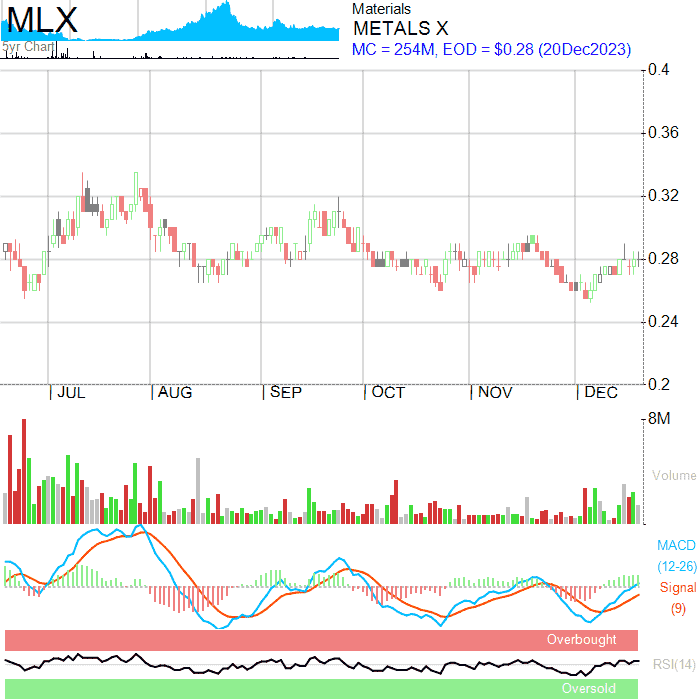 MLX
5yr Chart
Materials
METALS X
MC = 254M, EOD = $0.28 (20Dec2023)
0.4
0.36
0.32
0.28
0.24
0.2
JUL
AUG
SEP
OCT
NOV
DEC
8M
Volume
MACD
(12-26)
Signal
(9)
Overbought
RSI(14)
Oversold